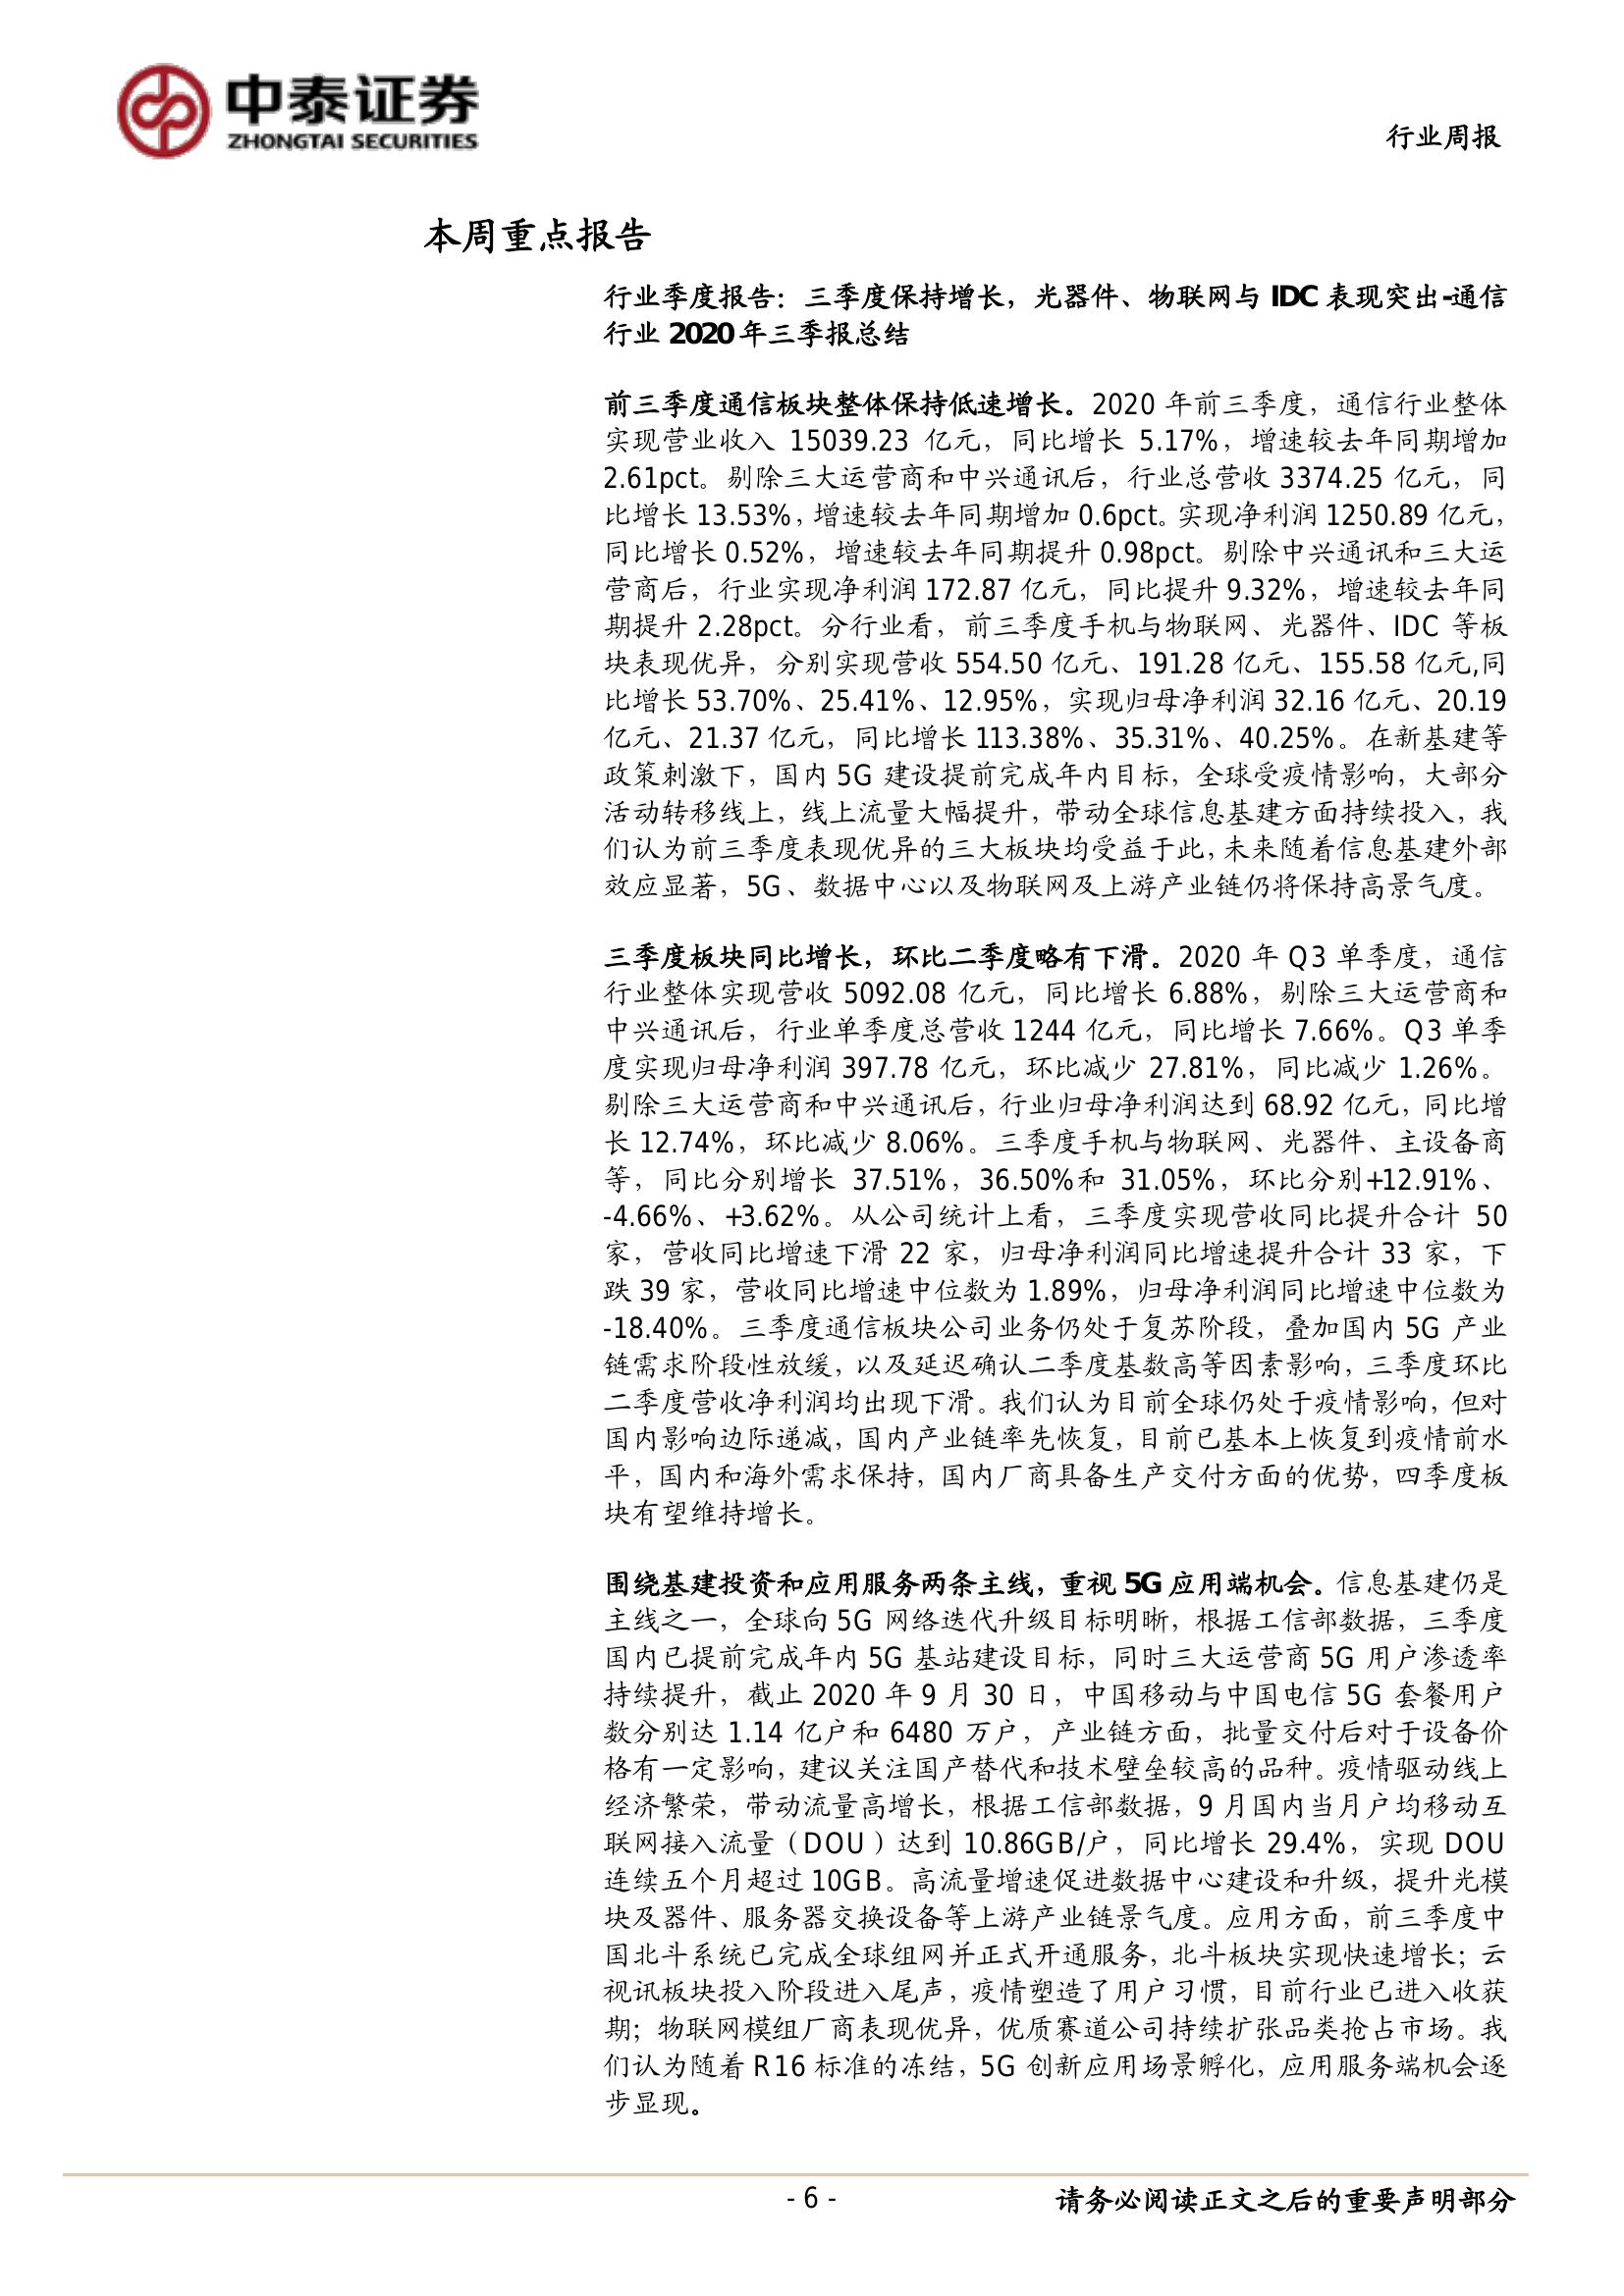 中泰证券
ZHONGTAI SECURITIES
行业周报
本周重点报告
行业季度报告：三季度保持增长，光器件、物联网与 IDC 表现突出-通信
行业 2020 年三季报总结
前三季度通信板块整体保持低速增长。2020 年前三季度，通信行业整体
实现营业收入 15039.23 亿元，同比增长 5.17%，增速较去年同期增加
2.61pct。剔除三大运营商和中兴通讯后，行业总营收 3374.25 亿元，同
比增长 13.53%，增速较去年同期增加 0.6pct。实现净利润 1250.89 亿元，
同比增长 0.52%，增速较去年同期提升 0.98pct。剔除中兴通讯和三大运
营商后，行业实现净利润 172.87 亿元，同比提升 9.32%，增速较去年同
期提升 2.28pct。分行业看，前三季度手机与物联网、光器件、IDC 等板
块表现优异，分别实现营收 554.50 亿元、191.28 亿元、155.58 亿元,同
比增长 53.70%、25.41%、12.95%，实现归母净利润 32.16 亿元、20.19
亿元、21.37 亿元，同比增长 113.38%、35.31%、40.25%。在新基建等
政策刺激下，国内 5G 建设提前完成年内目标，全球受疫情影响，大部分
活动转移线上，线上流量大幅提升，带动全球信息基建方面持续投入，我
们认为前三季度表现优异的三大板块均受益于此，未来随着信息基建外部
效应显著，5G、数据中心以及物联网及上游产业链仍将保持高景气度。
三季度板块同比增长，环比二季度略有下滑。2020 年 Q3 单季度，通信
行业整体实现营收 5092.08 亿元，同比增长 6.88%，剔除三大运营商和
中兴通讯后，行业单季度总营收 1244 亿元，同比增长 7.66%。Q3 单季
度实现归母净利润 397.78 亿元，环比减少 27.81%，同比减少 1.26%。
剔除三大运营商和中兴通讯后，行业归母净利润达到 68.92 亿元，同比增
长 12.74%，环比减少 8.06%。三季度手机与物联网、光器件、主设备商
等，同比分别增长 37.51%，36.50%和 31.05%，环比分别+12.91%、
-4.66%、+3.62%。从公司统计上看，三季度实现营收同比提升合计 50
家，营收同比增速下滑 22 家，归母净利润同比增速提升合计 33 家，下
跌 39 家，营收同比增速中位数为 1.89%，归母净利润同比增速中位数为
-18.40%。三季度通信板块公司业务仍处于复苏阶段，叠加国内 5G 产业
链需求阶段性放缓，以及延迟确认二季度基数高等因素影响，三季度环比
二季度营收净利润均出现下滑。我们认为目前全球仍处于疫情影响，但对
国内影响边际递减，国内产业链率先恢复，目前已基本上恢复到疫情前水
平，国内和海外需求保持，国内厂商具备生产交付方面的优势，四季度板
块有望维持增长。
围绕基建投资和应用服务两条主线，重视 5G 应用端机会。信息基建仍是
主线之一，全球向 5G 网络迭代升级目标明晰，根据工信部数据，三季度
国内已提前完成年内 5G 基站建设目标，同时三大运营商 5G 用户渗透率
持续提升，截止 2020 年 9 月 30 日，中国移动与中国电信 5G 套餐用户
数分别达 1.14 亿户和 6480 万户，产业链方面，批量交付后对于设备价
格有一定影响，建议关注国产替代和技术壁垒较高的品种。疫情驱动线上
经济繁荣，带动流量高增长，根据工信部数据，9 月国内当月户均移动互
联网接入流量（DOU）达到 10.86GB/户，同比增长 29.4%，实现 DOU
连续五个月超过 10GB。高流量增速促进数据中心建设和升级，提升光模
块及器件、服务器交换设备等上游产业链景气度。应用方面，前三季度中
国北斗系统已完成全球组网并正式开通服务，北斗板块实现快速增长；云
视讯板块投入阶段进入尾声，疫情塑造了用户习惯，目前行业已进入收获
期；物联网模组厂商表现优异，优质赛道公司持续扩张品类抢占市场。我
们认为随着 R16 标准的冻结，5G 创新应用场景孵化，应用服务端机会逐
步显现。
- 6 -
请务必阅读正文之后的重要声明部分